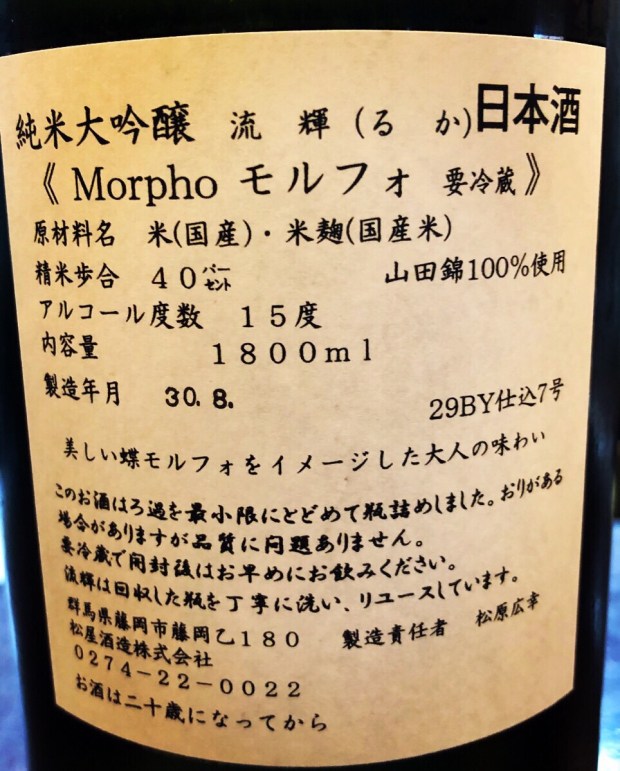 純米大吟醸 流輝(るか) 日本酒
《Morpho モルフォ 要冷蔵》
原材料名 米(国産)・米麹(国産米)
精米歩合 40パーセント 山田錦100%使用
アルコール度数 15度
内容量 1800ml
製造年月 30.8. 29BY仕込7号
美しい蝶モルフォをイメージした大人の味わい
このお酒はろ過を最小限にとどめて瓶詰めしました。おりがある
場合がありますが品質に問題ありません。
要冷蔵で開封後はお早めにお飲みください。
流輝は回収した瓶を丁寧に洗い、リユースしています。
群馬県藤岡市藤岡乙180 製造責任者 松原広幸
松屋酒造株式会社
0274-22-0022
お酒は二十歳になってから